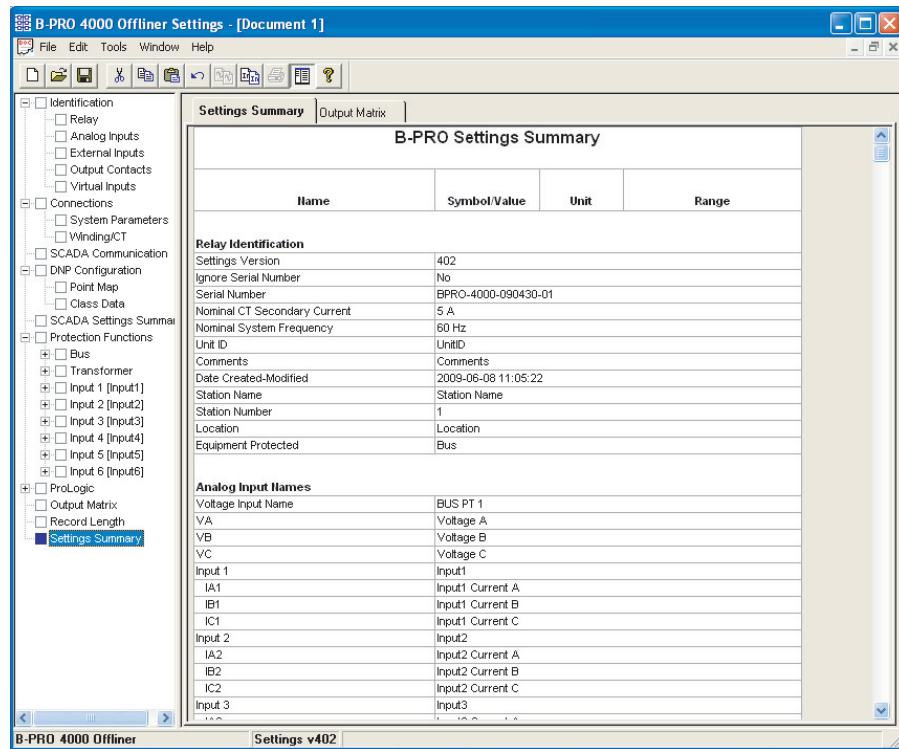 B-PRO 4000 Offliner Settings - [Document 1]
File Edit Tools Window Help
Identification
Relay
Analog Inputs
External Inputs
Output Contacts
Virtual Inputs
Connections
System Parameters
Winding/CT
SCADA Communication
DNP Configuration
Point Map
Class Data
SCADA Settings Summar
Protection Functions
Bus
Transformer
Input 1 [Input1]
Input 2 [Input2]
Input 3 [Input3]
Input 4 [Input4]
Input 5 [Input5]
Input 6 [Input6]
ProLogic
Output Matrix
Record Length
Settings Summary
Settings Summary Output Matrix
B-PRO Settings Summary
Name Symbol/Value Unit Range
Relay Identification
Settings Version 402
Ignore Serial Number No
Serial Number BPRO-4000-090430-01
Nominal CT Secondary Current 5 A
Nominal System Frequency 60 Hz
Unit ID UnitID
Comments Comments
Date Created-Modified 2009-06-08 11:05:22
Station Name Station Name
Station Number 1
Location Location
Equipment Protected Bus
Analog Input Names
Voltage Input Name BUS PT 1
VA Voltage A
VB Voltage B
VC Voltage C
Input 1 Input1
IA1 Input1 Current A
IB1 Input1 Current B
IC1 Input1 Current C
Input 2 Input2
IA2 Input2 Current A
IB2 Input2 Current B
IC2 Input2 Current C
Input 3 Input3
B-PRO 4000 Offliner Settings v402